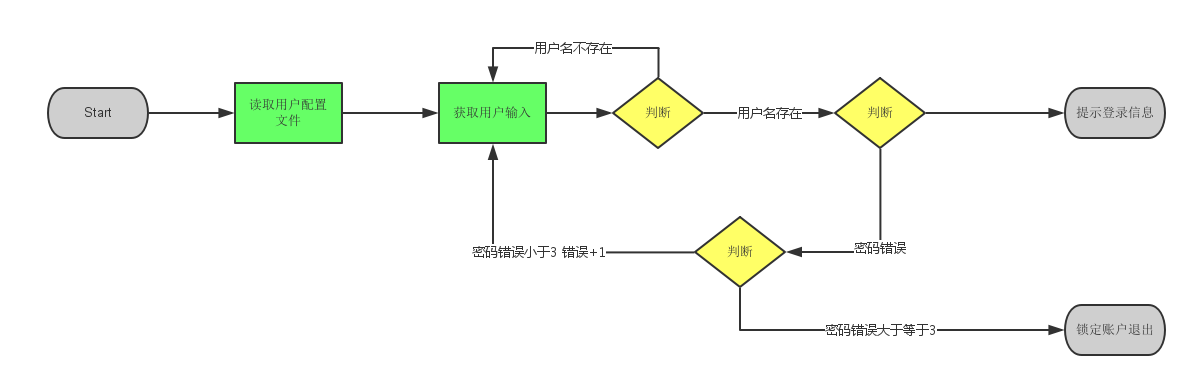 用户名不存在
Start
读取用户配置
文件
获取用户输入
判断
用户名存在
判断
提示登录信息
密码错误小于3 错误+1
判断
密码错误
密码错误大于等于3
锁定账户退出